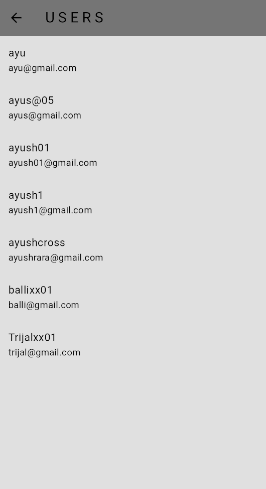 USERS
ayu
ayu@gmail.com
ayus@05
ayus@gmail.com
ayush01
ayush01@gmail.com
ayush1
ayush1@gmail.com
ayushcross
ayushrara@gmail.com
ballixx01
balli@gmail.com
Trijalxx01
trijal@gmail.com